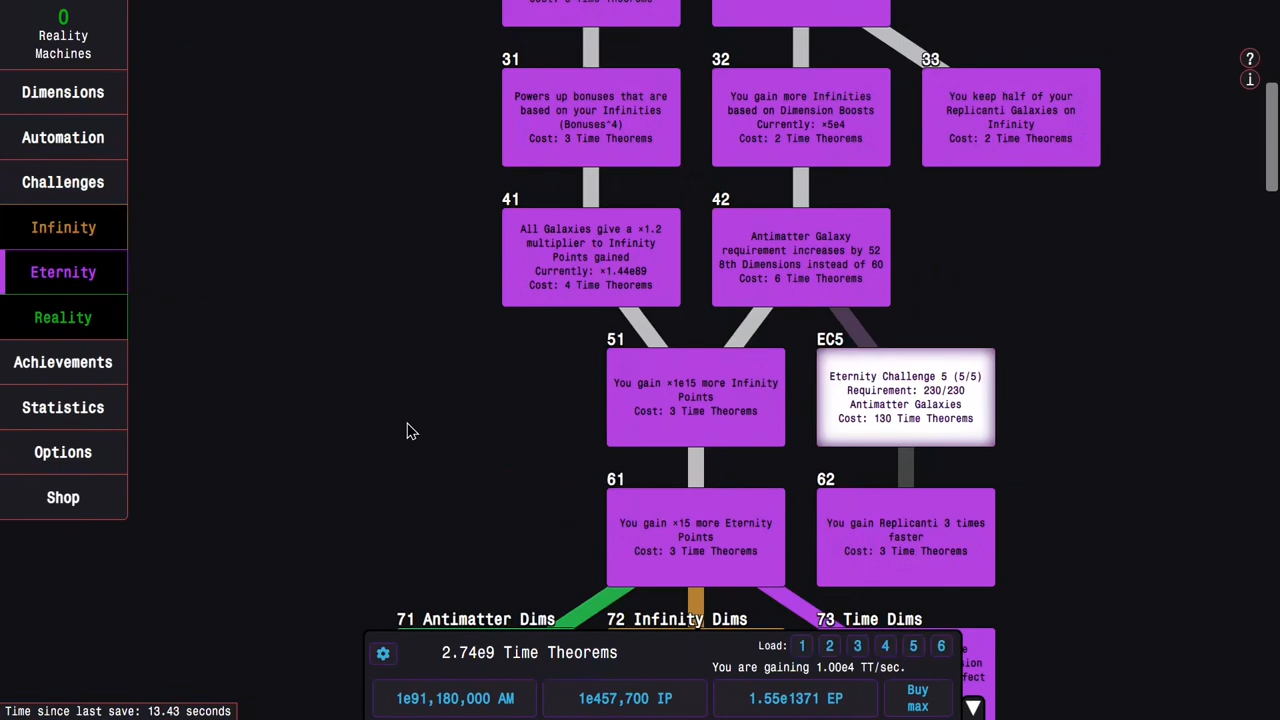 0
Reality
Machines
Dimensions
Automation
Challenges
Infinity
Eternity
Reality
Achievements
Statistics
Options
Shop
?
i
31
Powers up bonuses that are
based on your Infinities
(Bonuses^4)
Cost: 3 Time Theorems
32
You gain more Infinities
based on Dimension Boosts
Currently: ×5e4
Cost: 2 Time Theorems
33
You keep half of your
Replicanti Galaxies on
Infinity
Cost: 2 Time Theorems
41
All Galaxies give a ×1.2
multiplier to Infinity
Points gained
Currently: ×1.44e89
Cost: 4 Time Theorems
42
Antimatter Galaxy
requirement increases by 52
8th Dimensions instead of 60
Cost: 6 Time Theorems
51
You gain ×1e15 more Infinity
Points
Cost: 3 Time Theorems
EC5
Eternity Challenge 5 (5/5)
Requirement: 230/230
Antimatter Galaxies
Cost: 130 Time Theorems
61
You gain ×15 more Eternity
Points
Cost: 3 Time Theorems
62
You gain Replicanti 3 times
faster
Cost: 3 Time Theorems
71 Antimatter Dims
72 Infinity Dims
73 Time Dims
2.74e9 Time Theorems
Load: 1 2 3 4 5 6
You are gaining 1.00e4 TT/sec.
1e91,180,000 AM
1e457,700 IP
1.55e1371 EP
Buy
max
Time since last save: 13.43 seconds